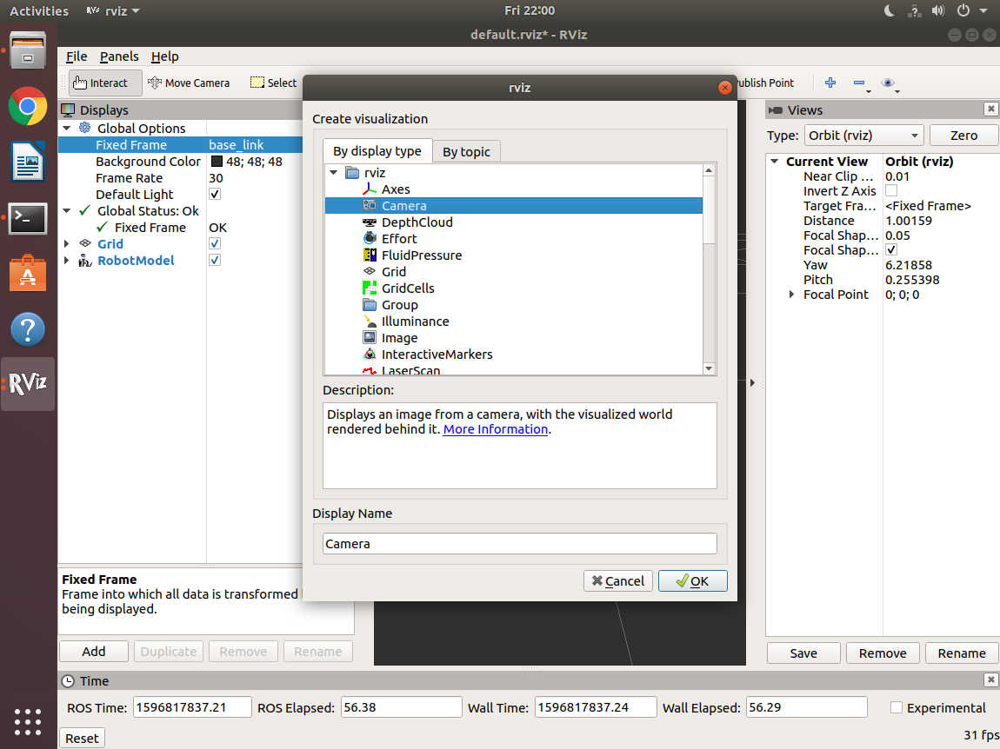 Activities
RViz rviz
Fri 22:00
?
default.rviz* - RViz
File Panels Help
Interact
Move Camera
Select
ublish Point
Displays
Global Options
Fixed Frame base_link
Background Color 48; 48; 48
Frame Rate 30
Default Light
Global Status: Ok
Fixed Frame OK
Grid
RobotModel
Fixed Frame
Frame into which all data is transformed
being displayed.
Add Duplicate Remove Rename
rviz
Create visualization
By display type By topic
rviz
Axes
Camera
DepthCloud
Effort
FluidPressure
Grid
GridCells
Group
Illuminance
Image
InteractiveMarkers
LaserScan
Description:
Displays an image from a camera, with the visualized world
rendered behind it. More Information.
Display Name
Camera
Cancel OK
Views
Type: Orbit (rviz) Zero
Current View Orbit (rviz)
Near Clip ... 0.01
Invert Z Axis
Target Fra... <Fixed Frame>
Distance 1.00159
Focal Shap... 0.05
Focal Shap...
Yaw 6.21858
Pitch 0.255398
Focal Point 0; 0; 0
Save Remove Rename
?
RViz
Time
ROS Time: 1596817837.21 ROS Elapsed: 56.38 Wall Time: 1596817837.24 Wall Elapsed: 56.29 Experimental
Reset
31 fps